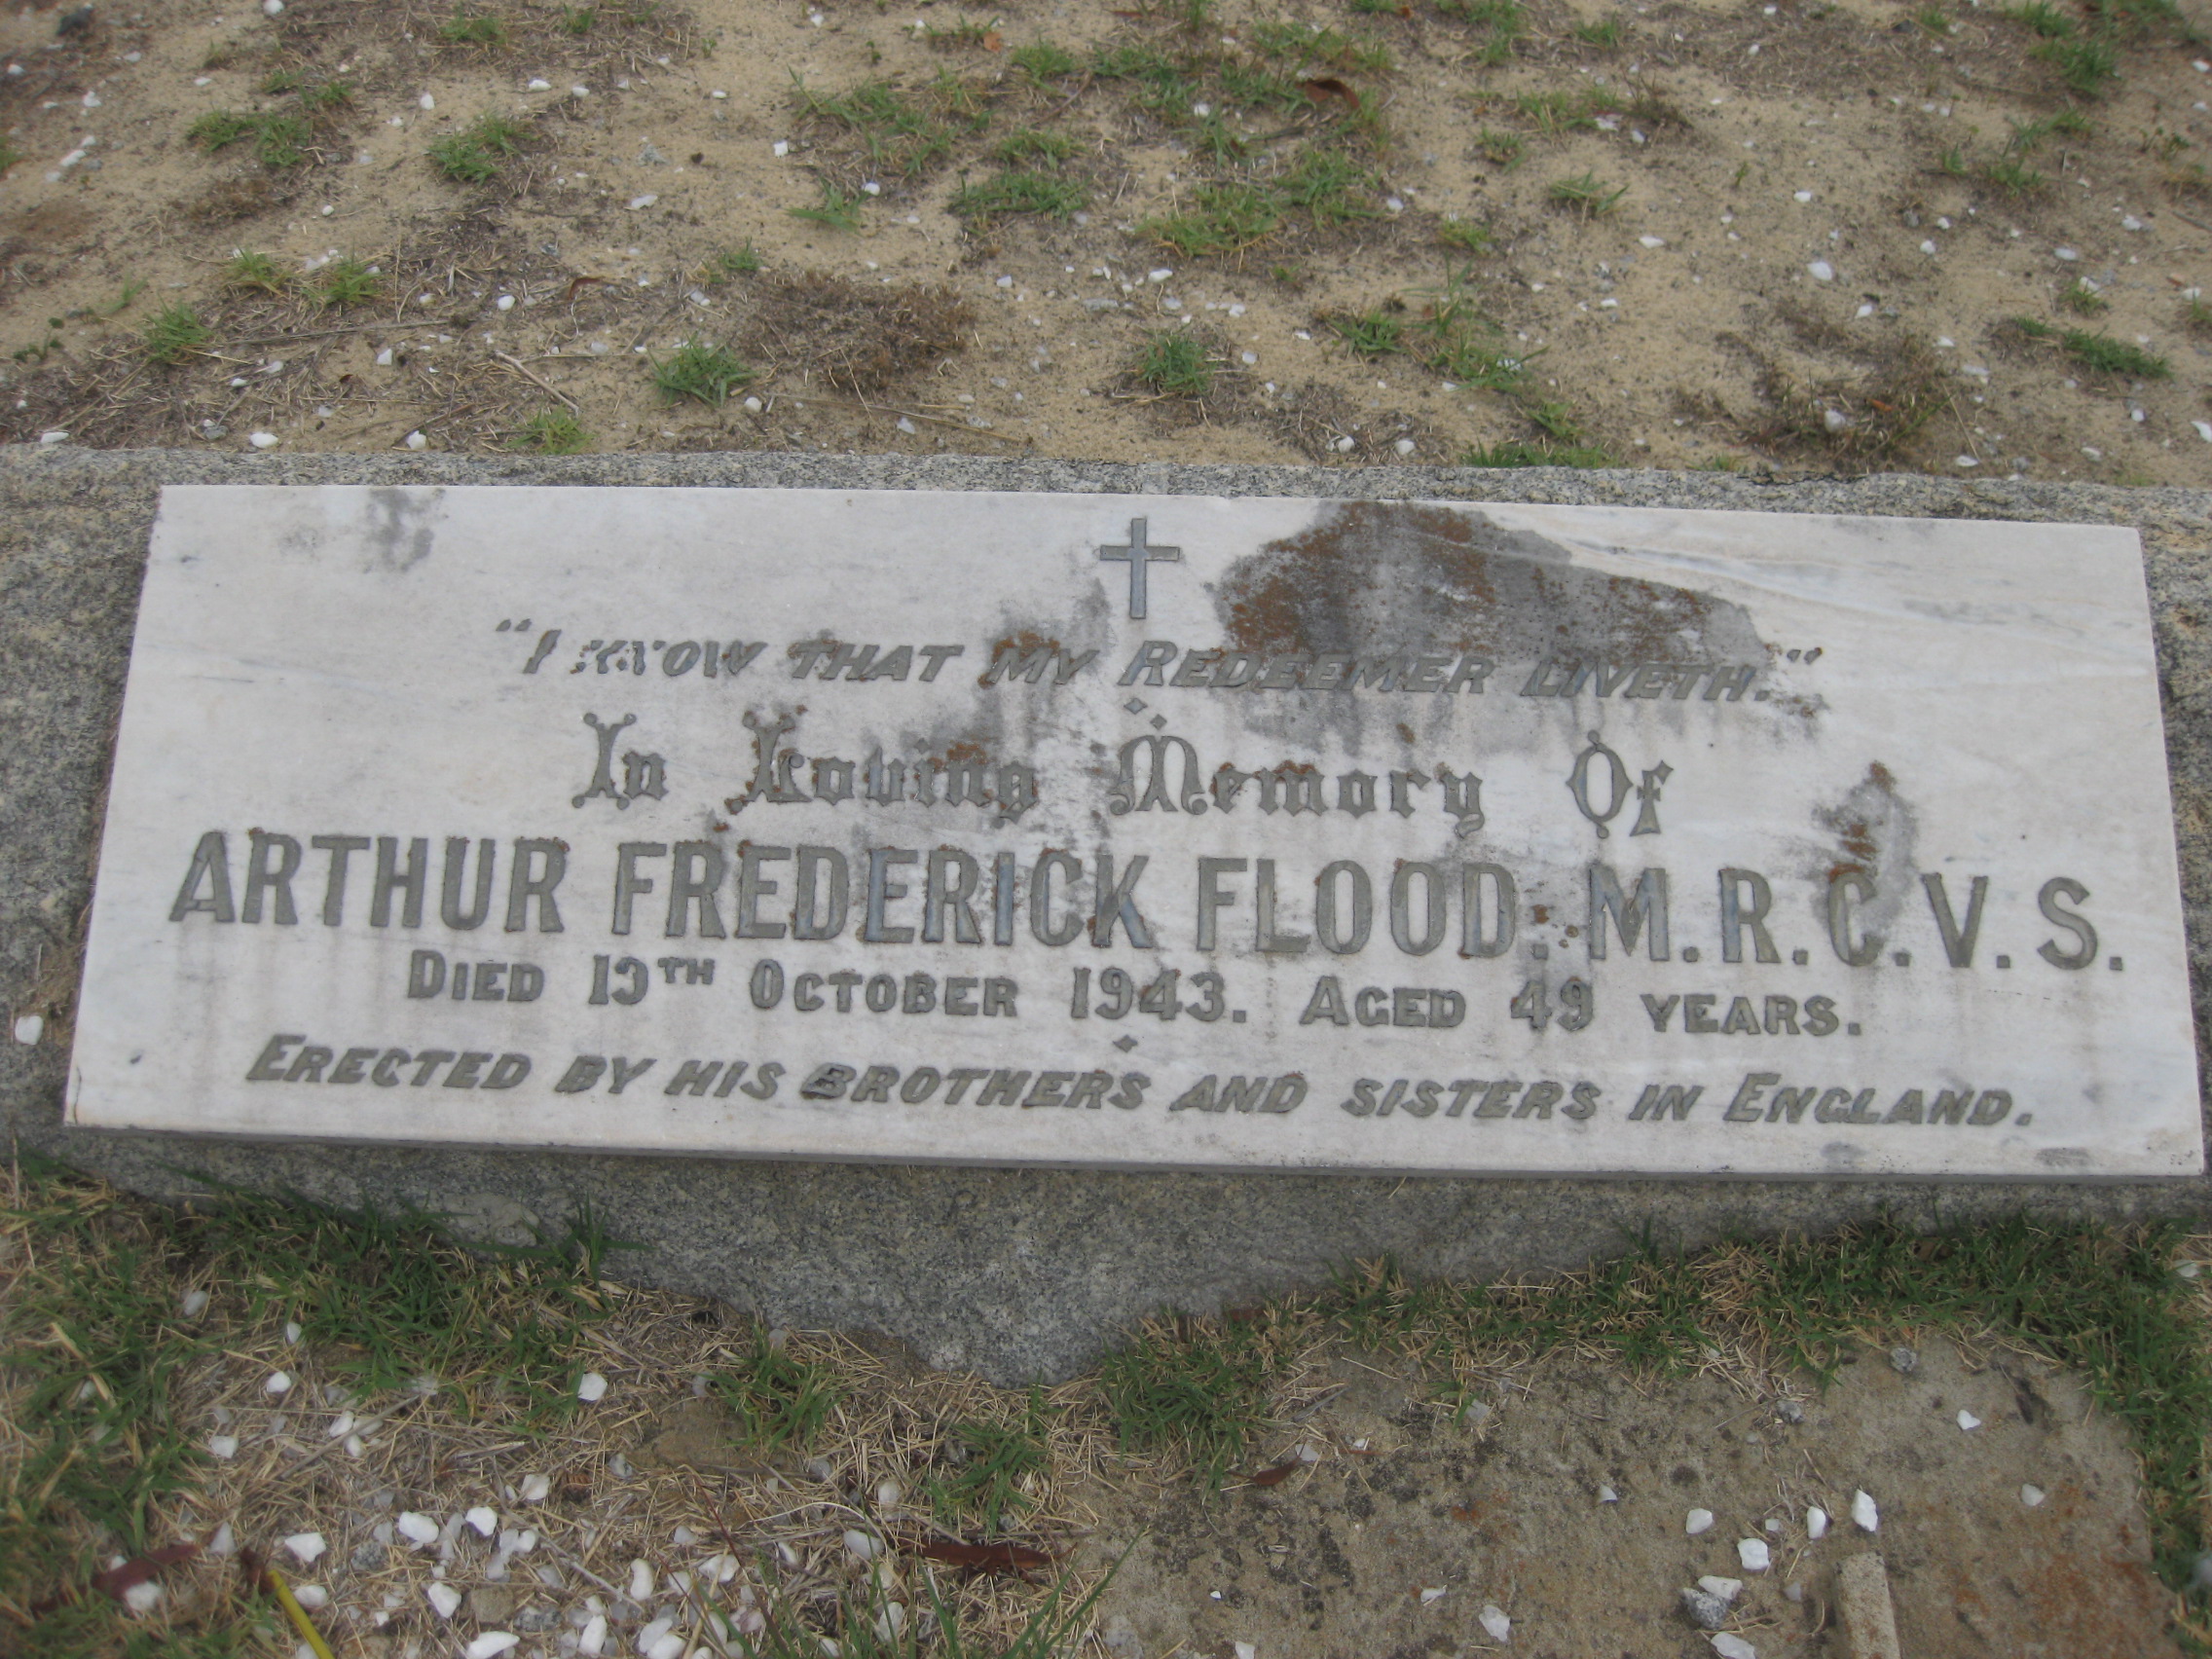 "I KNOW THAT MY REDEEMER LIVETH."
In Loving Memory Of
ARTHUR FREDERICK FLOOD. M.R.C.V.S.
DIED OCTOBER 1943. AGED 49 YEARS.
ERECTED BY HIS BROTHERS AND SISTERS IN ENGLAND.